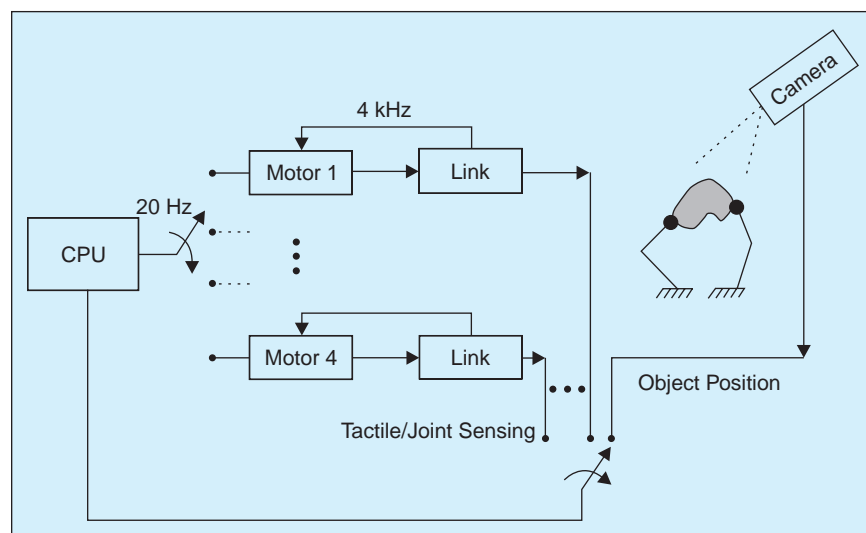 Camera
4 kHz
Motor 1
Link
20 Hz
CPU
Motor 4
Link
Object Position
Tactile/Joint Sensing